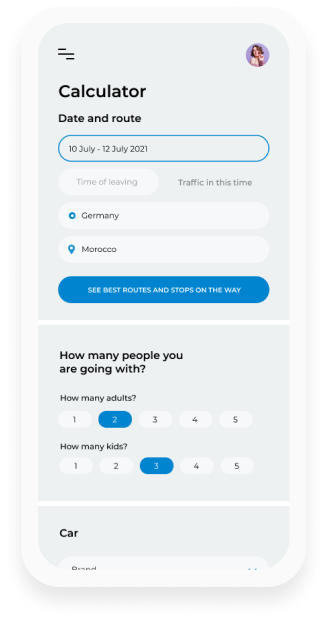 Calculator
Date and route
10 July - 12 July 2021
Time of leaving Traffic in this time
Germany
Morocco
SEE BEST ROUTES AND STOPS ON THE WAY
How many people you
are going with?
How many adults?
1 2 3 4 5
How many kids?
1 2 3 4 5
Car
Brand